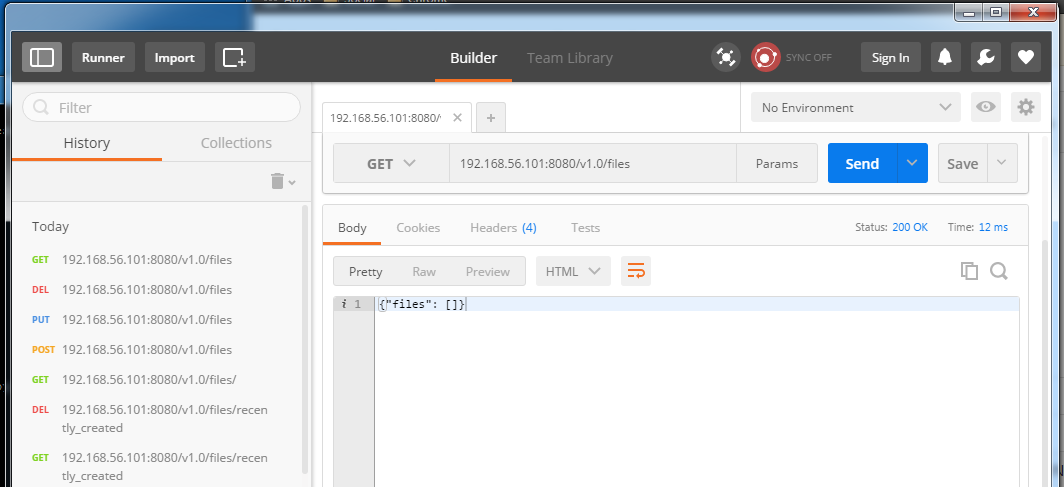 Runner
Import
Builder
Team Library
SYNC OFF
Sign In
Filter
192.168.56.101:8080/
No Environment
History
Collections
GET
192.168.56.101:8080/v1.0/files
Params
Send
Save
Today
Body
Cookies
Headers (4)
Tests
Status: 200 OK
Time: 12 ms
GET 192.168.56.101:8080/v1.0/files
DEL 192.168.56.101:8080/v1.0/files
PUT 192.168.56.101:8080/v1.0/files
POST 192.168.56.101:8080/v1.0/files
GET 192.168.56.101:8080/v1.0/files/
DEL 192.168.56.101:8080/v1.0/files/recen
tly_created
GET 192.168.56.101:8080/v1.0/files/recen
tly_created
Pretty
Raw
Preview
HTML
i 1 {"files": []}